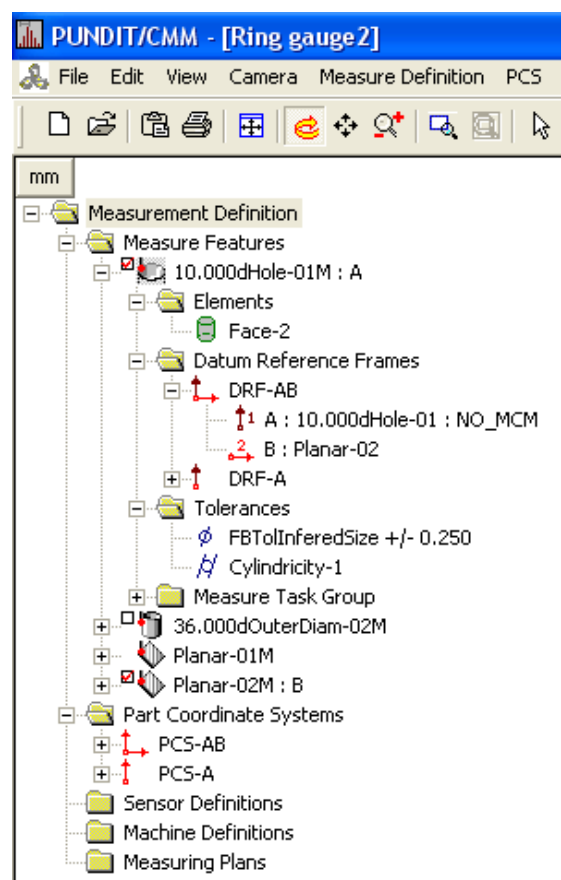 PUNDIT/CMM - [Ring gauge2]
File Edit View Camera Measure Definition PCS
mm
Measurement Definition
Measure Features
10.000dHole-01M : A
Elements
Face-2
Datum Reference Frames
DRF-AB
1 A : 10.000dHole-01 : NO_MCM
2 B : Planar-02
DRF-A
Tolerances
FBTolInferedSize +/- 0.250
Cylindricity-1
Measure Task Group
36.000dOuterDiam-02M
Planar-01M
Planar-02M : B
Part Coordinate Systems
PCS-AB
PCS-A
Sensor Definitions
Machine Definitions
Measuring Plans